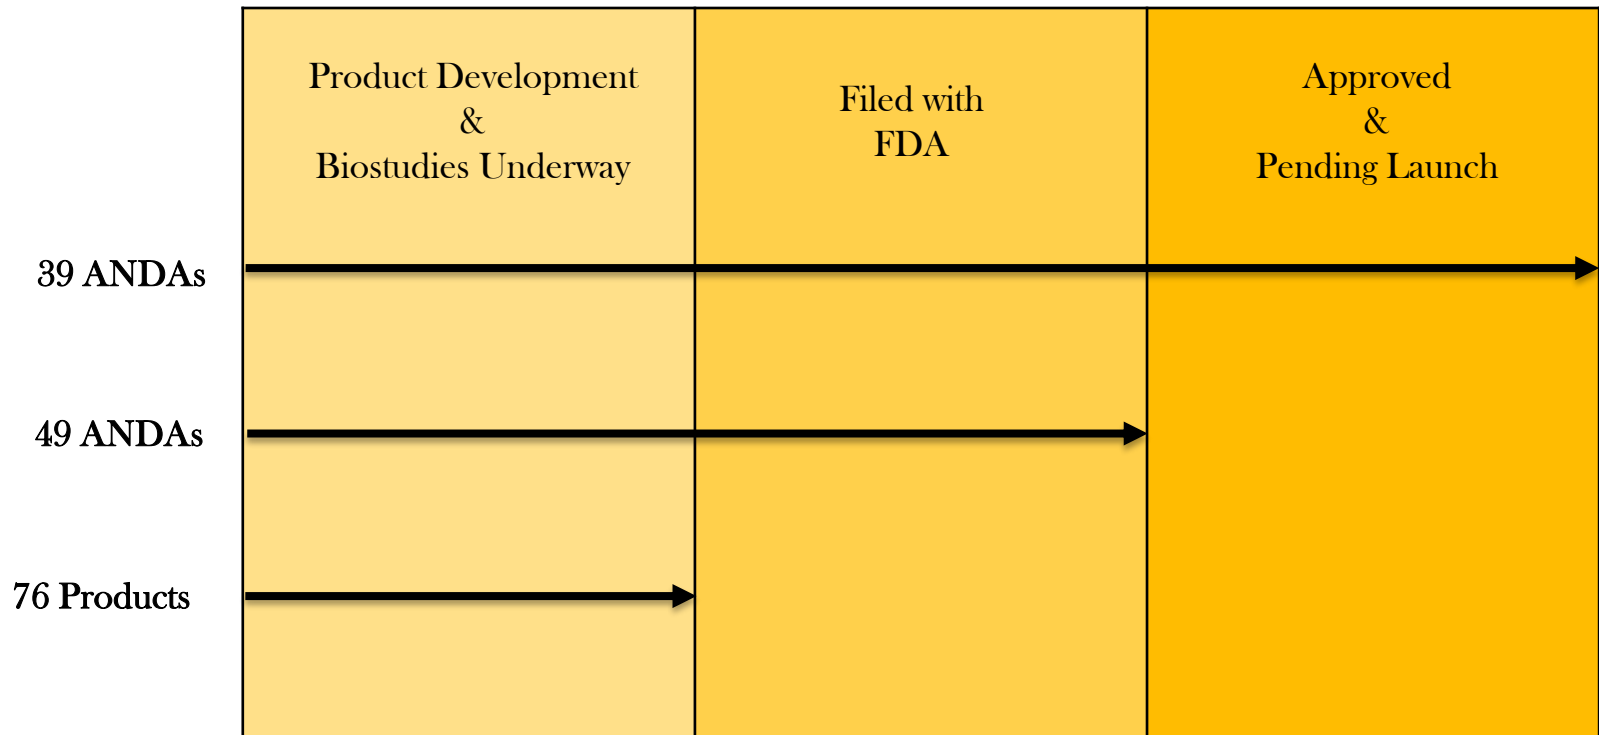 Product Development
&
Biostudies Underway
Filed with
FDA
Approved
&
Pending Launch
39 ANDAs
49 ANDAs
76 Products